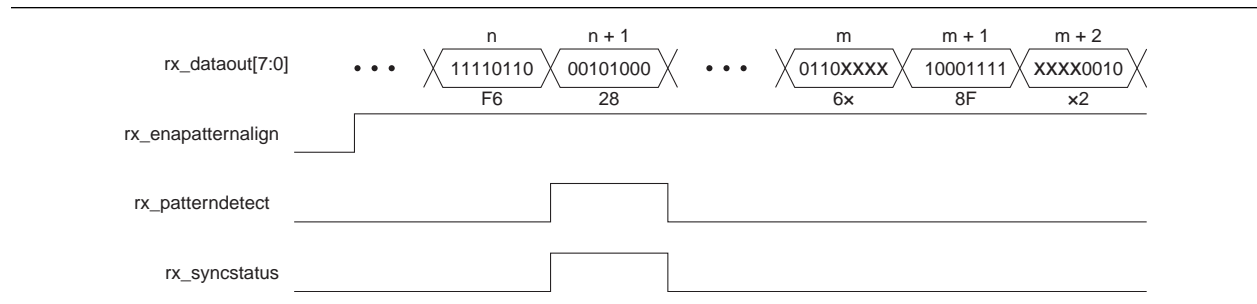 n n + 1 m m + 1 m + 2
rx_dataout[7:0] • • • 11110110 00101000 • • • 0110XXXX 10001111 XXXX0010
F6 28 6× 8F ×2
rx_enapatternalign
rx_patterndetect
rx_syncstatus